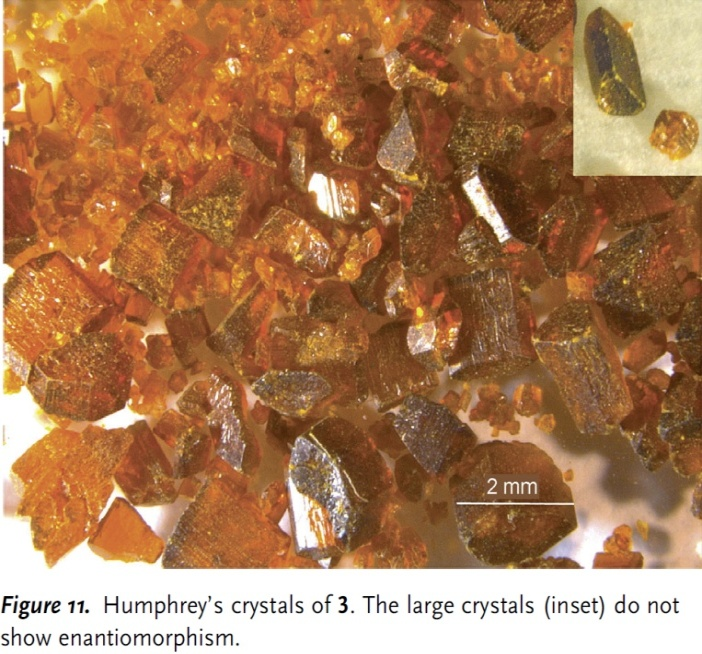 2 mm
Figure 11. Humphrey's crystals of 3. The large crystals (inset) do not
show enantiomorphism.